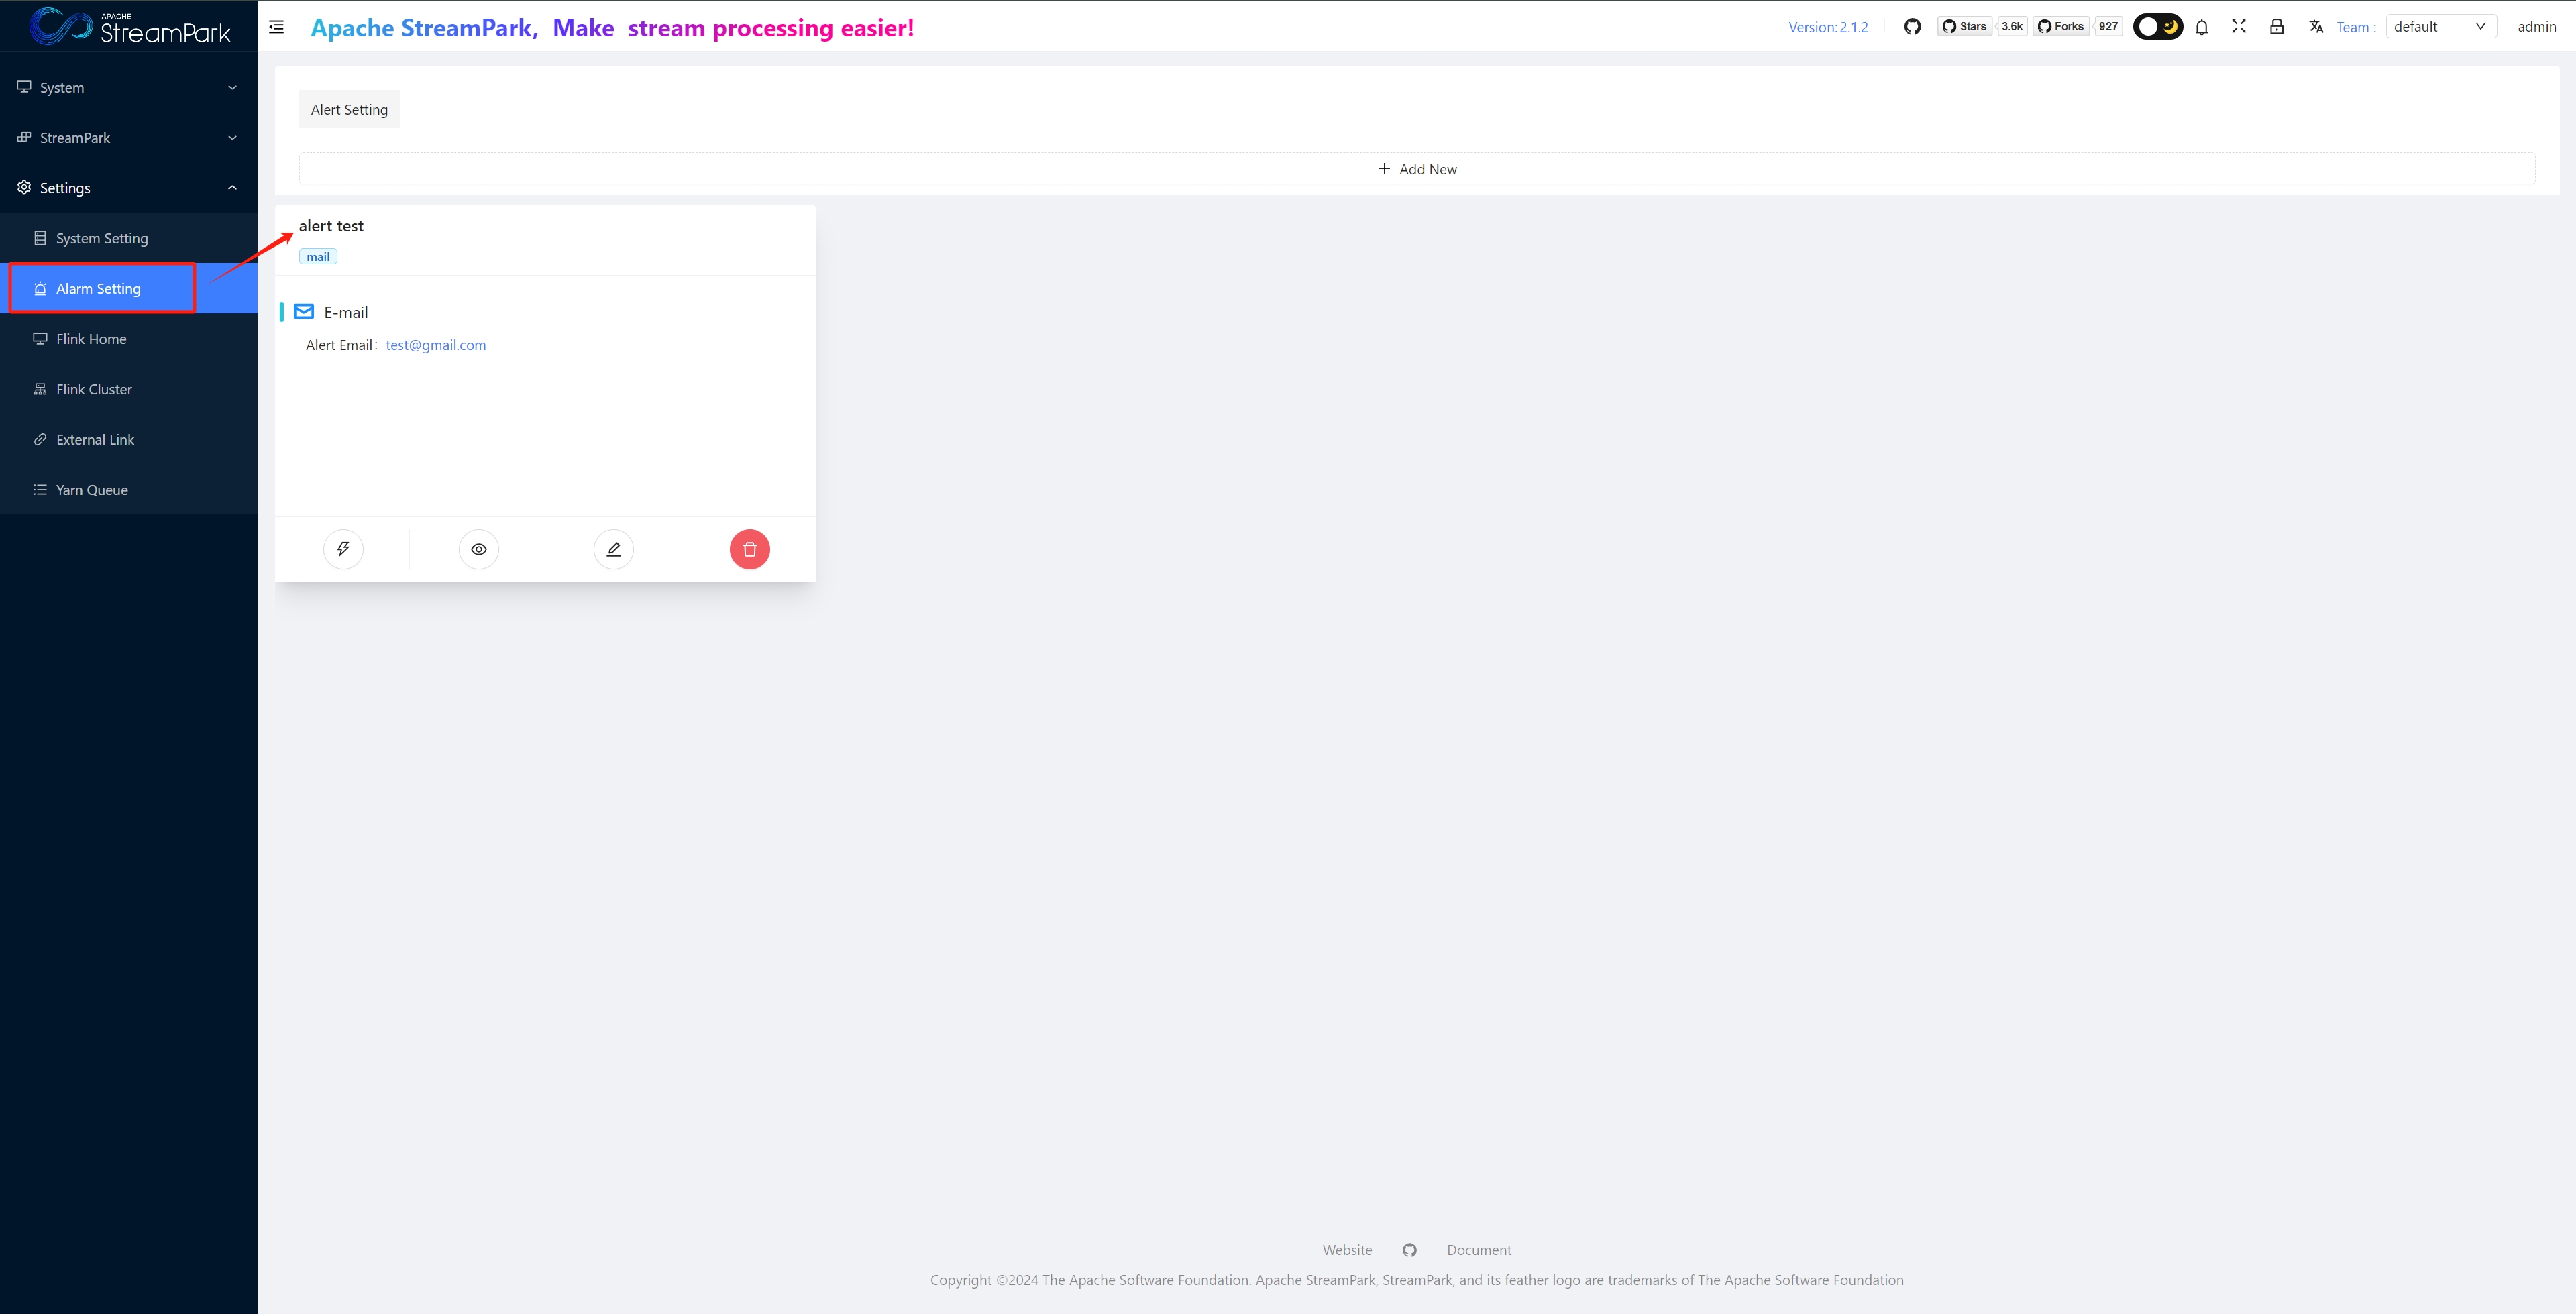 APACHE
StreamPark
Apache StreamPark, Make stream processing easier!
Version:2.1.2
Stars 3.6k Forks 927
Team : default
admin
System
StreamPark
Settings
System Setting
Alarm Setting
Flink Home
Flink Cluster
External Link
Yarn Queue
Alert Setting
+ Add New
alert test
mail
E-mail
Alert Email: test@gmail.com
Website Document
Copyright ©2024 The Apache Software Foundation. Apache StreamPark, StreamPark, and its feather logo are trademarks of The Apache Software Foundation